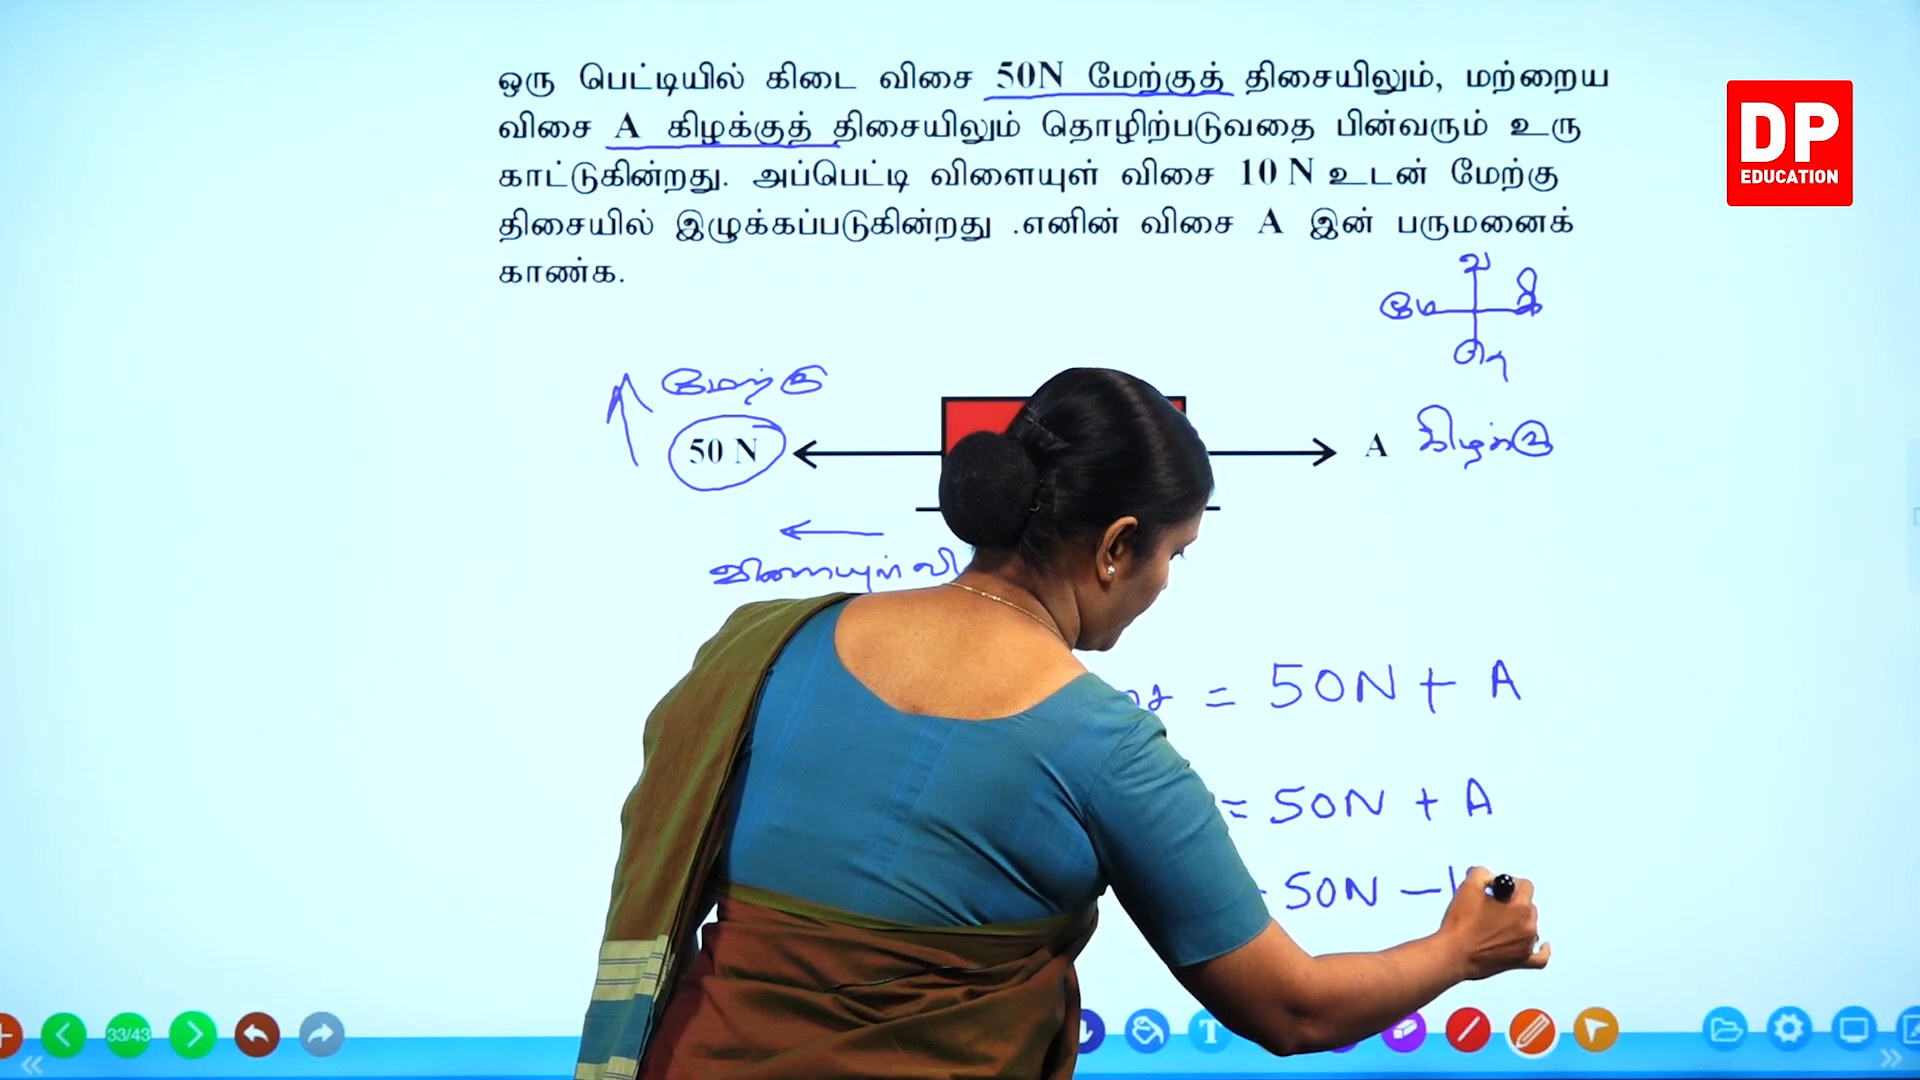 ஒரு பெட்டியில் கிடை விசை 50N மேற்குத் திசையிலும், மற்றைய
விசை A கிழக்குத் திசையிலும் தொழிற்படுவதை பின்வரும் உரு
காட்டுகின்றது. அப்பெட்டி விளையுள் விசை 10 N உடன் மேற்கு
திசையில் இழுக்கப்படுகின்றது .எனின் விசை A இன் பருமனைக்
காண்க.
DP
EDUCATION
வ
மே கி
தெ
மேற்கு
50 N
A கிழக்கு
விளையுள் வி
= 50N + A
= 50N + A
50N -
33/43